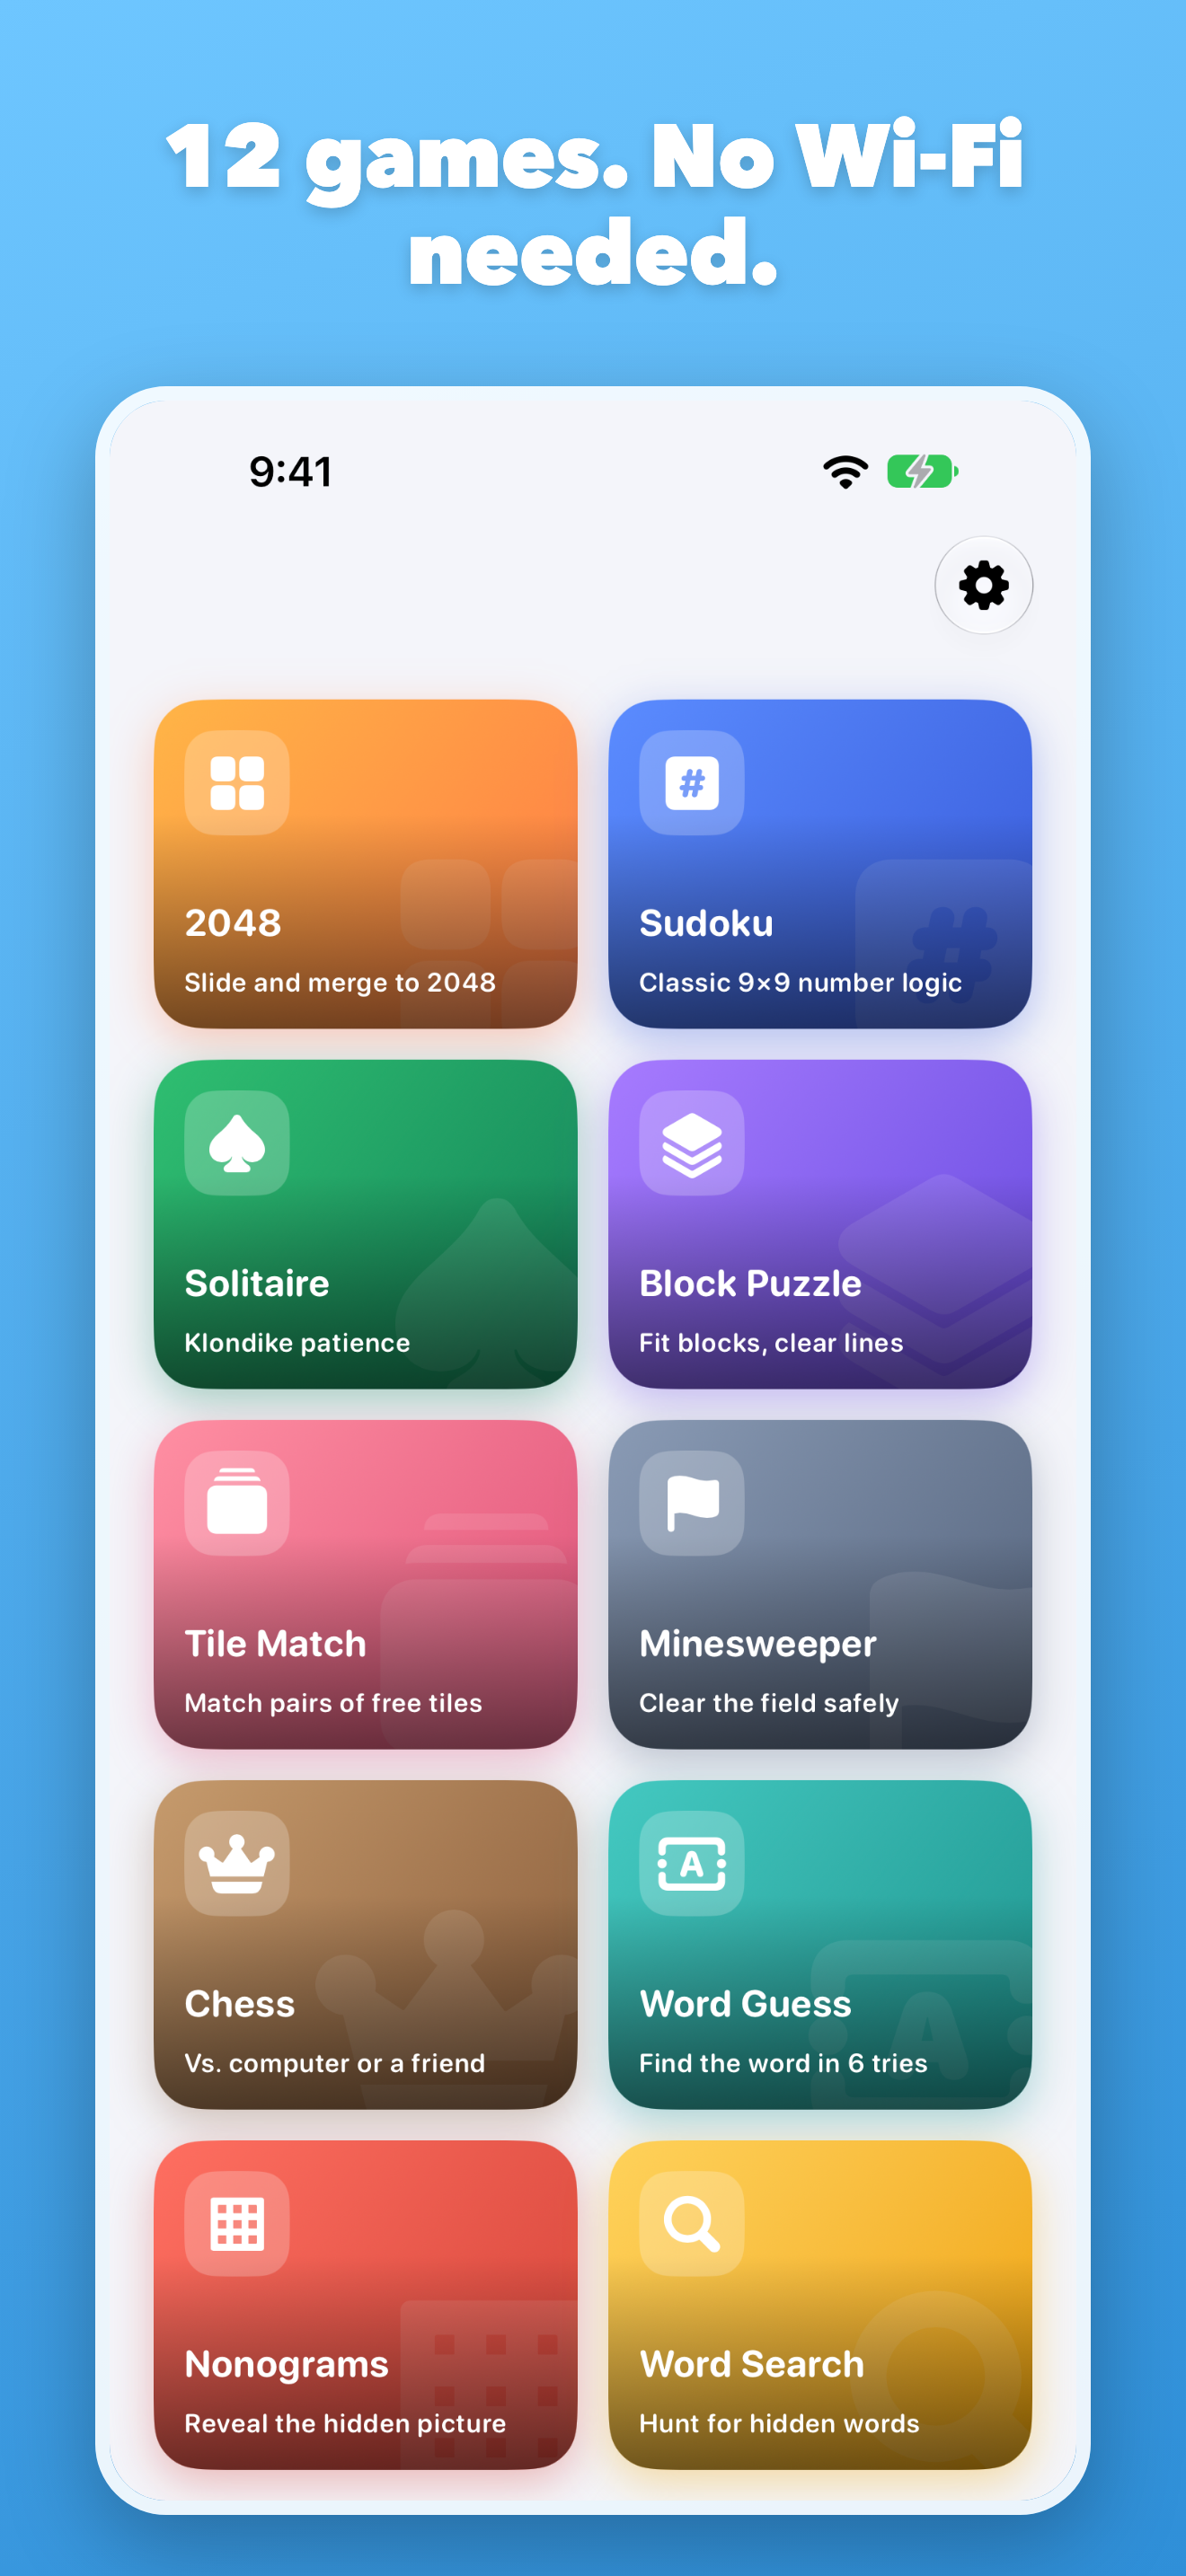 12 games. No Wi-Fi
needed.
9:41
2048
Slide and merge to 2048
#
Sudoku
Classic 9×9 number logic
Solitaire
Klondike patience
Block Puzzle
Fit blocks, clear lines
Tile Match
Match pairs of free tiles
Minesweeper
Clear the field safely
Chess
Vs. computer or a friend
A
Word Guess
Find the word in 6 tries
Nonograms
Reveal the hidden picture
Word Search
Hunt for hidden words